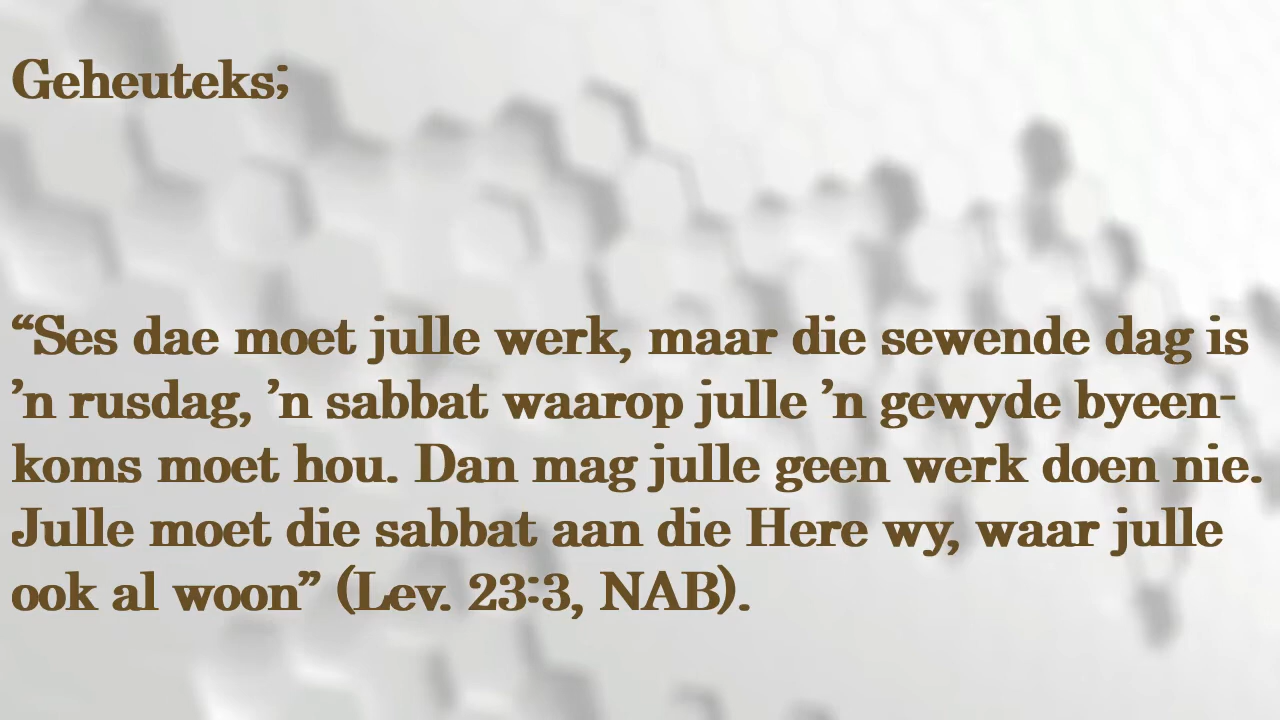 Geheuteks;
“Ses dae moet julle werk, maar die sewende dag is
’n rusdag, ’n sabbat waarop julle ’n gewyde byeen-
koms moet hou. Dan mag julle geen werk doen nie.
Julle moet die sabbat aan die Here wy, waar julle
ook al woon” (Lev. 23:3, NAB).